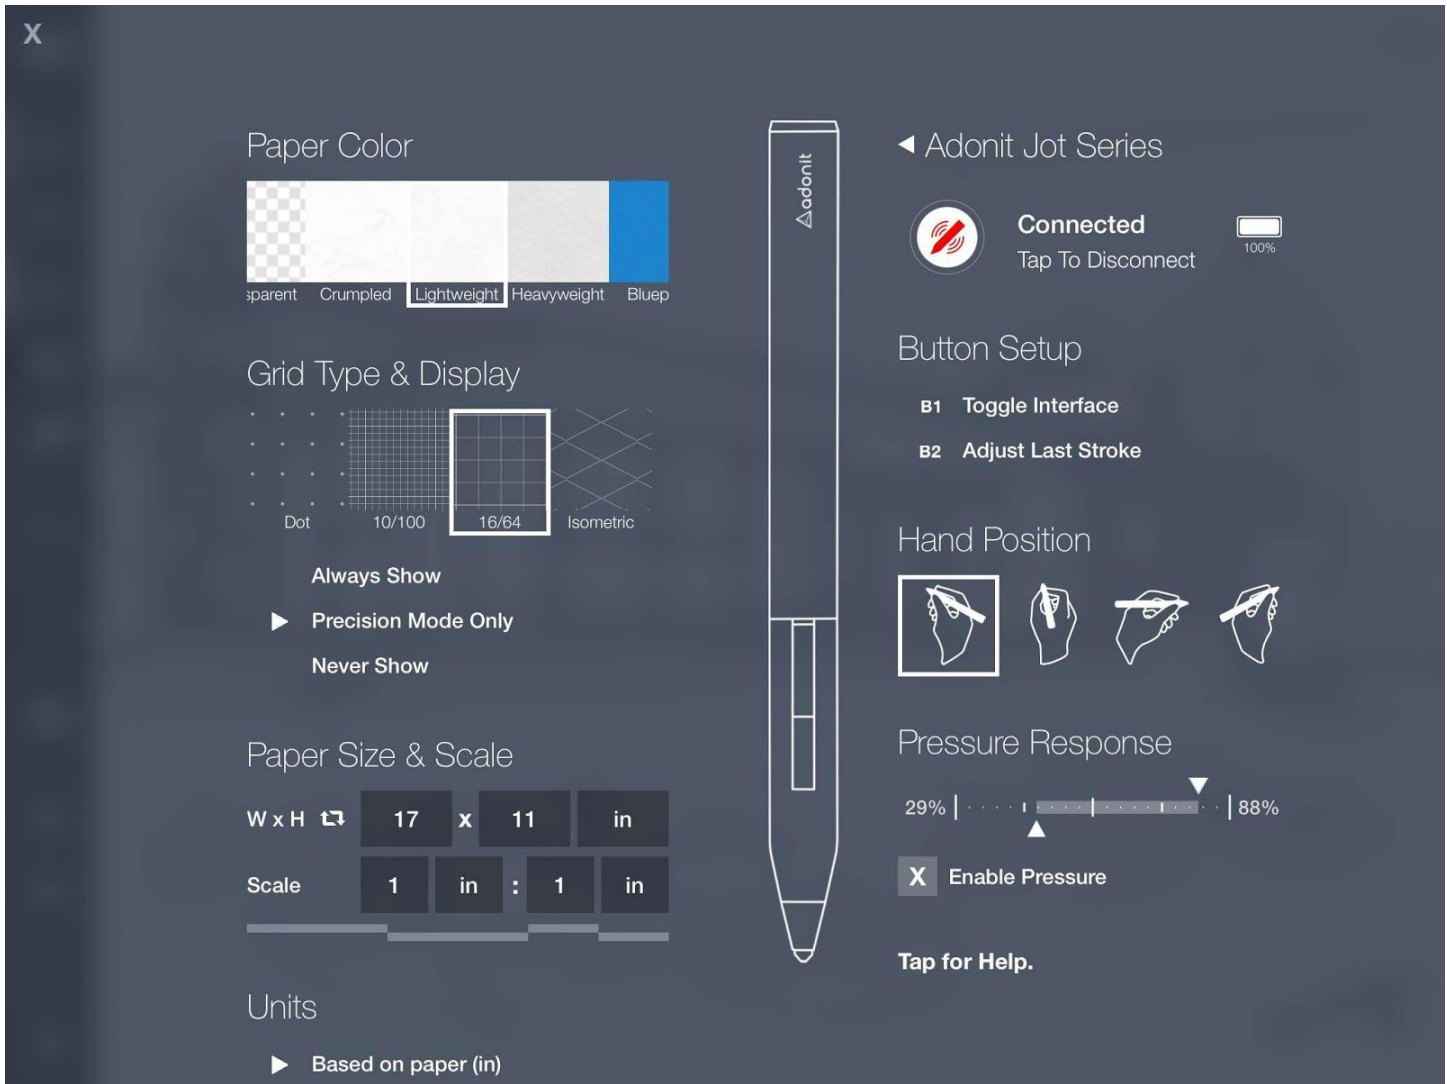 X
Paper Color
sparent Crumpled Lightweight Heavyweight Bluep
Grid Type & Display
Dot 10/100 16/64 Isometric
Always Show
Precision Mode Only
Never Show
Paper Size & Scale
W x H 17 x 11 in
Scale 1 in : 1 in
Units
Based on paper (in)
adonit
Adonit Jot Series
Connected
Tap To Disconnect
100%
Button Setup
B1 Toggle Interface
B2 Adjust Last Stroke
Hand Position
Pressure Response
29% 88%
X Enable Pressure
Tap for Help.